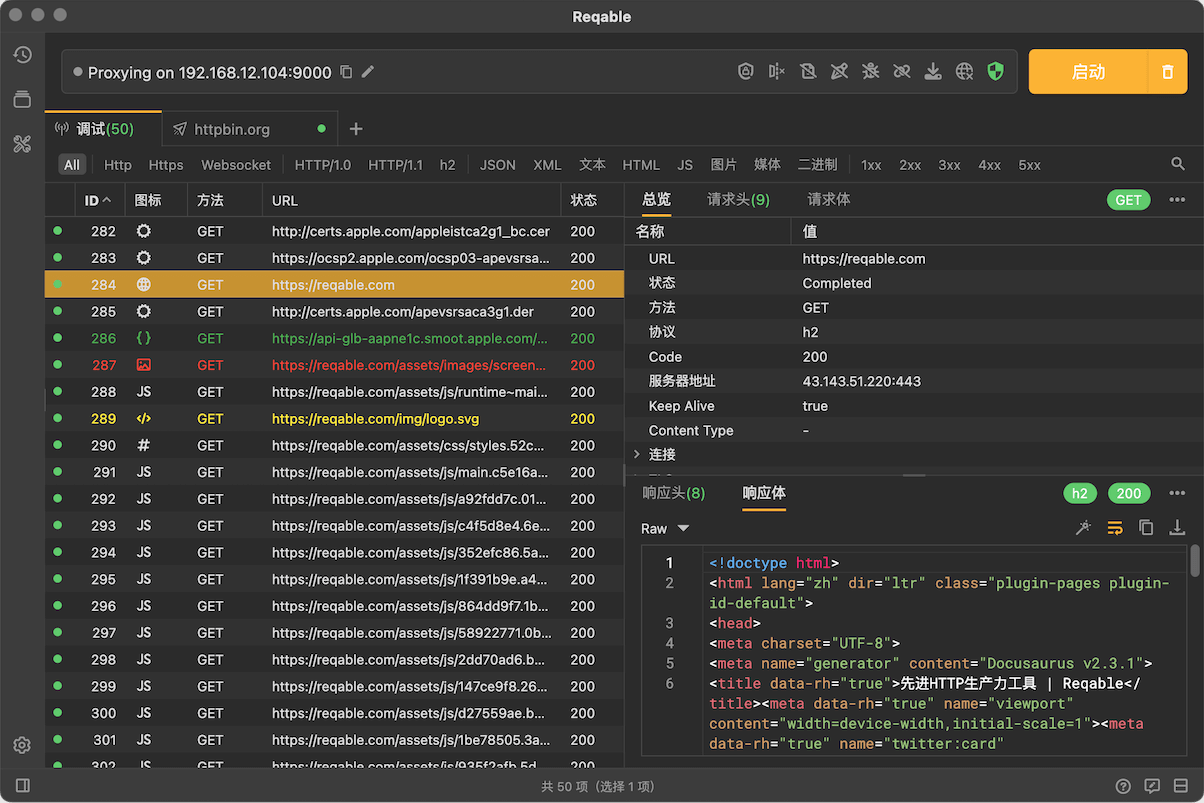 Reqable
Proxying on 192.168.12.104:9000
启动
调试(50)
httpbin.org
All Http Https Websocket HTTP/1.0 HTTP/1.1 h2 JSON XML 文本 HTML JS 图片 媒体 二进制 1xx 2xx 3xx 4xx 5xx
ID 图标 方法 URL 状态
282 GET http://certs.apple.com/appleistca2g1_bc.cer 200
283 GET https://ocsp2.apple.com/ocsp03-apevsrsa... 200
284 GET https://reqable.com 200
285 GET http://certs.apple.com/apevsrsaca3g1.der 200
286 {} GET https://api-glb-aapne1c.smoot.apple.com/... 200
287 GET https://reqable.com/assets/images/screen... 200
288 JS GET https://reqable.com/assets/js/runtime~mai... 200
289 </> GET https://reqable.com/img/logo.svg 200
290 # GET https://reqable.com/assets/css/styles.52c... 200
291 JS GET https://reqable.com/assets/js/main.c5e16a... 200
292 JS GET https://reqable.com/assets/js/a92fdd7c.01... 200
293 JS GET https://reqable.com/assets/js/c4f5d8e4.6e... 200
294 JS GET https://reqable.com/assets/js/352efc86.5a... 200
295 JS GET https://reqable.com/assets/js/1f391b9e.a4... 200
296 JS GET https://reqable.com/assets/js/864dd9f7.1b... 200
297 JS GET https://reqable.com/assets/js/58922771.0b... 200
298 JS GET https://reqable.com/assets/js/2dd70ad6.b... 200
299 JS GET https://reqable.com/assets/js/147ce9f8.26... 200
300 JS GET https://reqable.com/assets/js/d27559ae.b... 200
301 JS GET https://reqable.com/assets/js/1be78505.3a... 200
302 JS GET https://reqable.com/assets/js/935f2afb.5d... 200
总览 请求头(9) 请求体 GET
名称 值
URL https://reqable.com
状态 Completed
方法 GET
协议 h2
Code 200
服务器地址 43.143.51.220:443
Keep Alive true
Content Type -
连接
响应头(8) 响应体 h2 200
Raw
1 <!doctype html>
2 <html lang="zh" dir="ltr" class="plugin-pages plugin-
id-default">
3 <head>
4 <meta charset="UTF-8">
5 <meta name="generator" content="Docusaurus v2.3.1">
6 <title data-rh="true">先进HTTP生产力工具 | Reqable</
title><meta data-rh="true" name="viewport"
content="width=device-width,initial-scale=1"><meta
data-rh="true" name="twitter:card"
共 50 项 (选择 1 项)